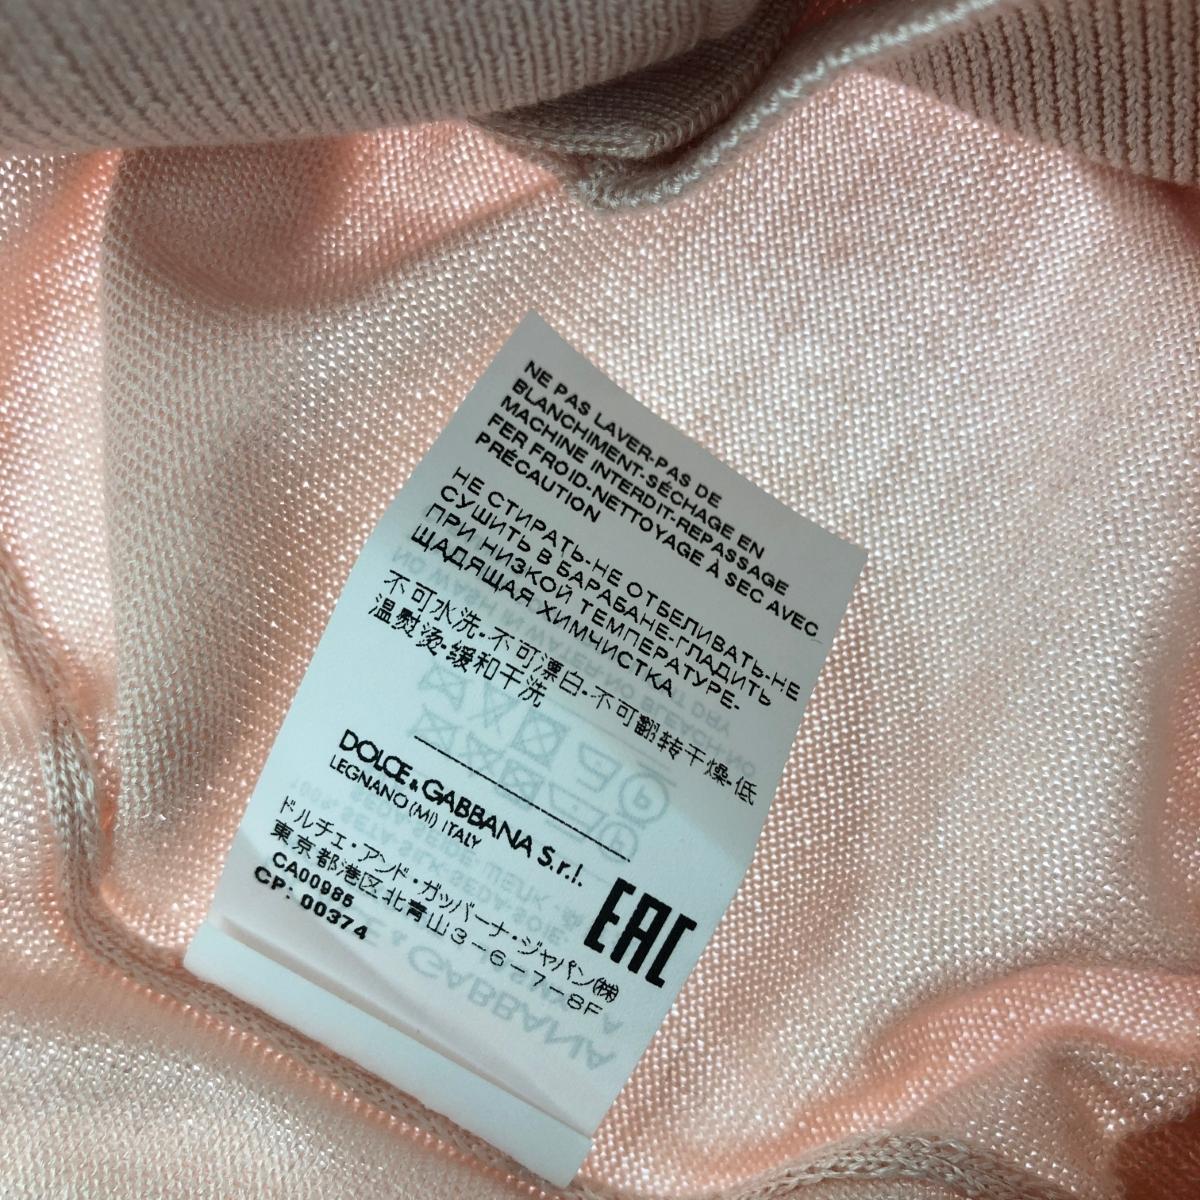 NE PAS LAVER-PAS DE
BLANCHIMENT-SÉCHAGE EN
MACHINE INTERDIT-REPASSAGE
FER FROID-NETTOYAGE À SEC AVEC
PRÉCAUTION
НЕ СТИРАТЬ-НЕ ОТБЕЛИВАТЬ-НЕ
СУШИТЬ В БАРАБАНЕ-ГЛАДИТЬ
ПРИ НИЗКОЙ ТЕМПЕРАТУРЕ-
ЩАДЯЩАЯ ХИМЧИСТКА
不可水洗-不可漂白-不可翻转干燥-低
温熨烫-缓和干洗
DOLCE & GABBANA S.r.l.
LEGNANO (MI) ITALY
ドルチェ・アンド・ガッバーナ・ジャパン㈱
東京都港区北青山3-6-7-8F
CA00985
CP: 00374
EAC